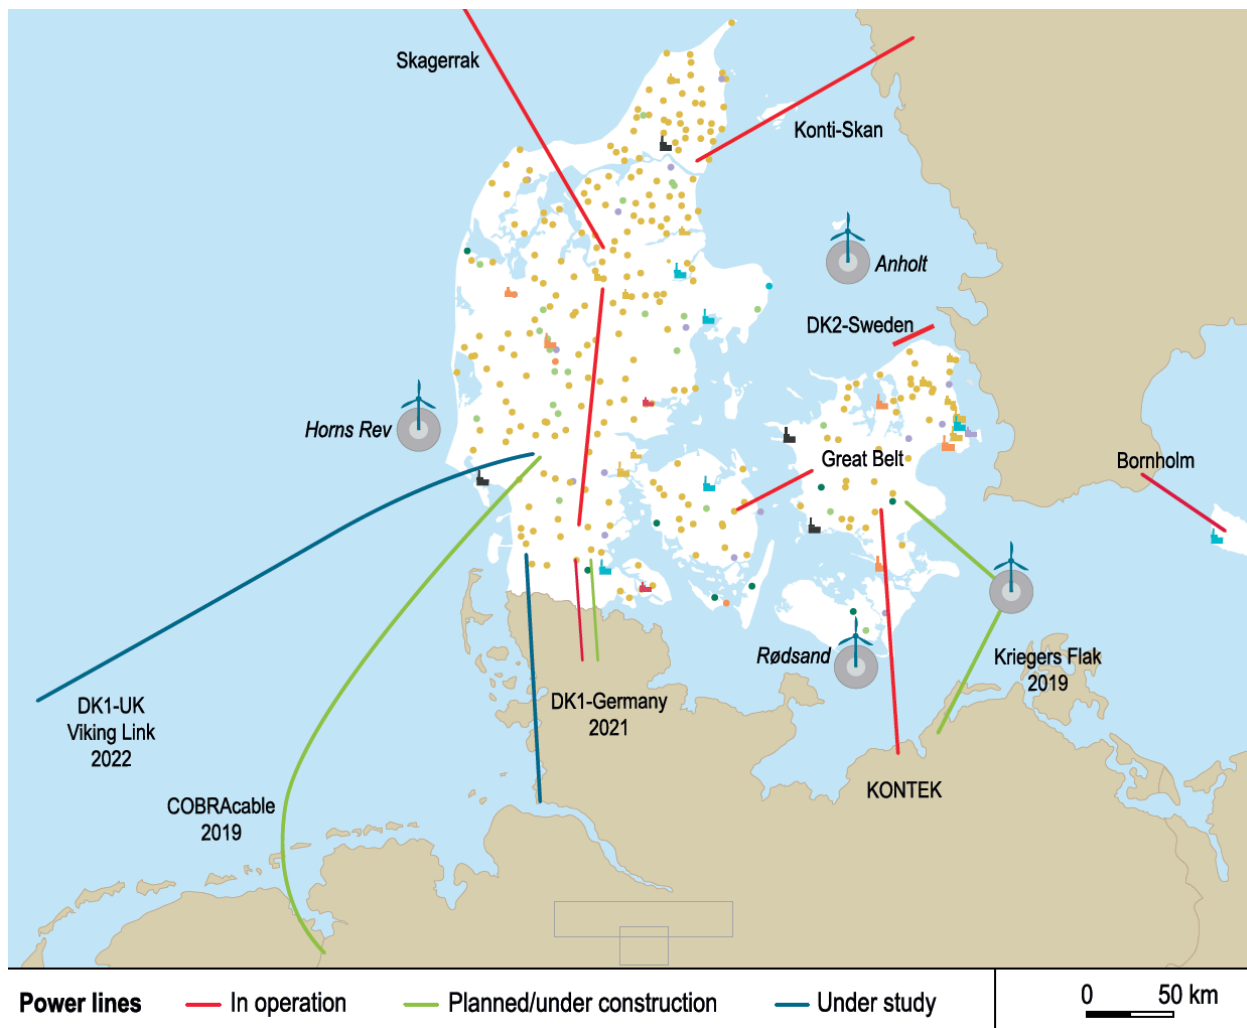 Skagerrak
Konti-Skan
Anholt
DK2-Sweden
Horns Rev
Great Belt
Bornholm
Rødsand
Kriegers Flak
2019
DK1-Germany
2021
DK1-UK
Viking Link
2022
KONTEK
COBRAcable
2019
Power lines
In operation
Planned/under construction
Under study
0 50 km